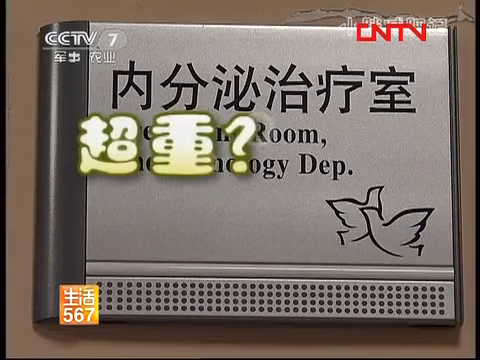 CCTV 7
CNTV
军事 农业
内分泌治疗室
超重?
Room,
ogy Dep.
生活
567